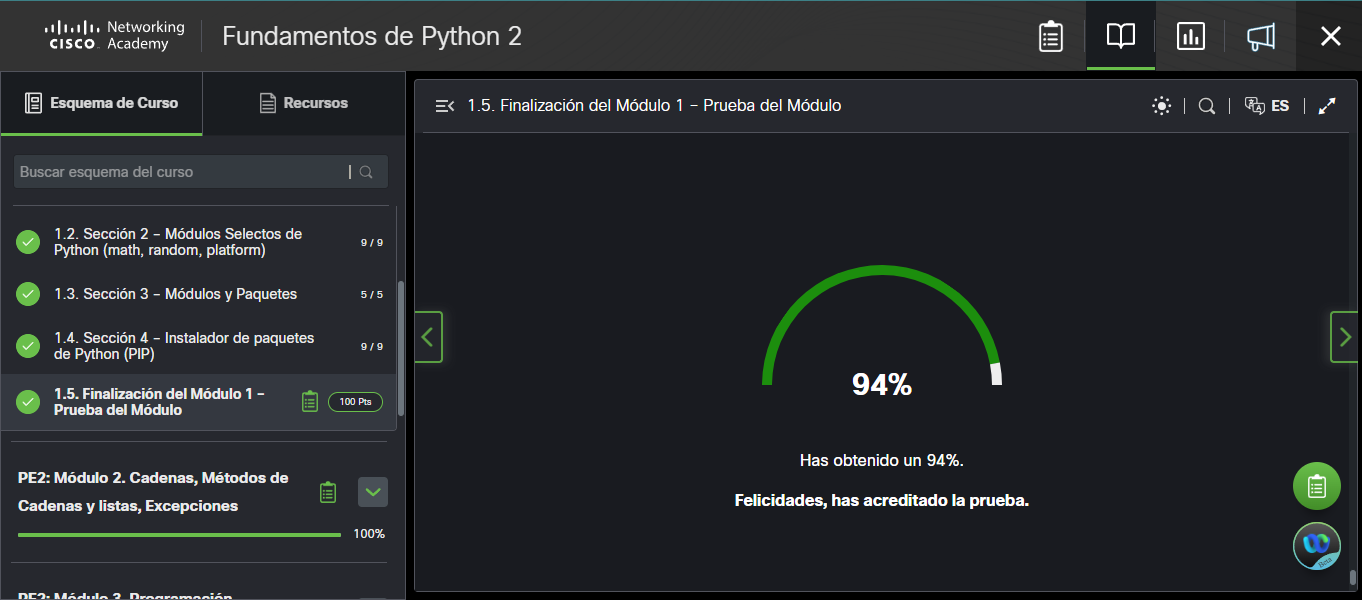 Networking
CISCO Academy
Fundamentos de Python 2
Esquema de Curso
Recursos
Buscar esquema del curso
1.2. Sección 2 – Módulos Selectos de
Python (math, random, platform)
9 / 9
1.3. Sección 3 – Módulos y Paquetes
5 / 5
1.4. Sección 4 – Instalador de paquetes
de Python (PIP)
9 / 9
1.5. Finalización del Módulo 1 –
Prueba del Módulo
100 Pts
PE2: Módulo 2. Cadenas, Métodos de
Cadenas y listas, Excepciones
100%
PE2: Módulo 3. Programación
1.5. Finalización del Módulo 1 – Prueba del Módulo
ES
94%
Has obtenido un 94%.
Felicidades, has acreditado la prueba.
Beta